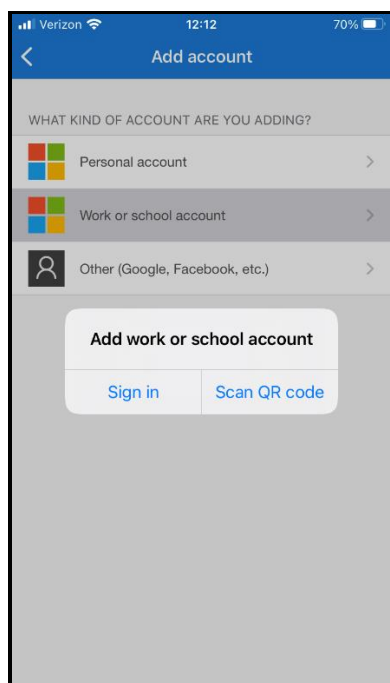 Verizon 12:12 70%
Add account
WHAT KIND OF ACCOUNT ARE YOU ADDING?
Personal account
Work or school account
Other (Google, Facebook, etc.)
Add work or school account
Sign in Scan QR code